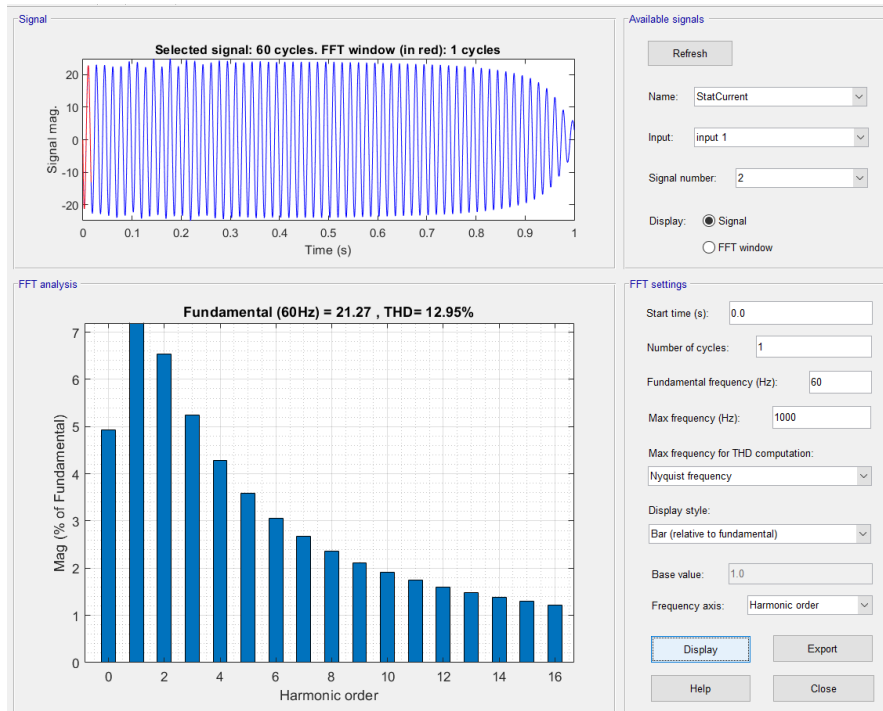 Signal
Selected signal: 60 cycles. FFT window (in red): 1 cycles
20
10
0
-10
-20
Signal mag.
0 0.1 0.2 0.3 0.4 0.5 0.6 0.7 0.8 0.9 1
Time (s)
Available signals
Refresh
Name: StatCurrent
Input: input 1
Signal number: 2
Display: Signal
FFT window
FFT analysis
Fundamental (60Hz) = 21.27 , THD= 12.95%
7
6
5
4
3
2
1
0
Mag (% of Fundamental)
0 2 4 6 8 10 12 14 16
Harmonic order
FFT settings
Start time (s): 0.0
Number of cycles: 1
Fundamental frequency (Hz): 60
Max frequency (Hz): 1000
Max frequency for THD computation:
Nyquist frequency
Display style:
Bar (relative to fundamental)
Base value: 1.0
Frequency axis: Harmonic order
Display Export
Help Close